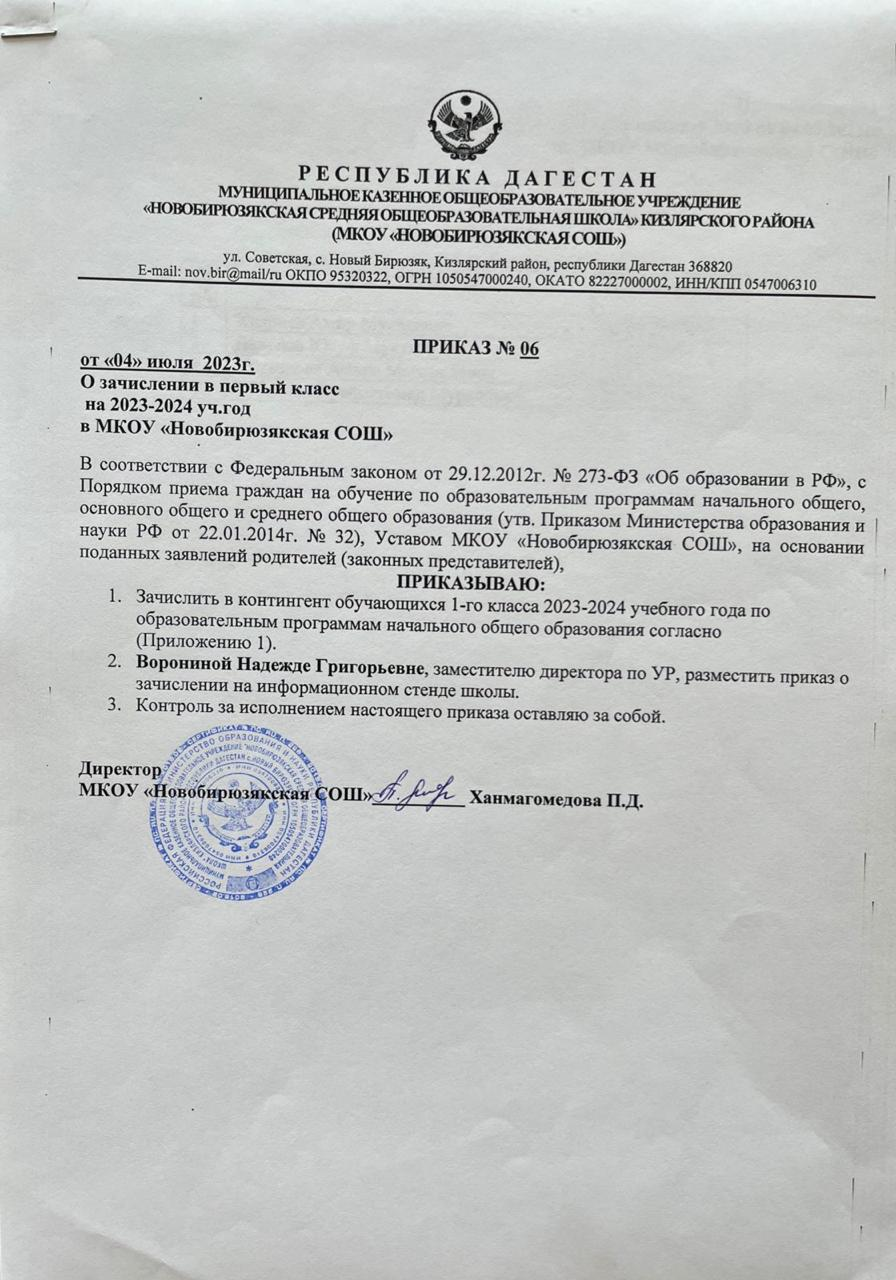 РЕСПУБЛИКА ДАГЕСТАН
МУНИЦИПАЛЬНОЕ КАЗЕННОЕ ОБЩЕОБРАЗОВАТЕЛЬНОЕ УЧРЕЖДЕНИЕ
«НОВОБИРЮЗЯКСКАЯ СРЕДНЯЯ ОБЩЕОБРАЗОВАТЕЛЬНАЯ ШКОЛА» КИЗЛЯРСКОГО РАЙОНА
(МКОУ «НОВОБИРЮЗЯКСКАЯ СОШ»)
ул. Советская, с. Новый Бирюзяк, Кизлярский район, республики Дагестан 368820
E-mail: nov.bir@mail/ru ОКПО 95320322, ОГРН 1050547000240, ОКАТО 82227000002, ИНН/КПП 0547006310
ПРИКАЗ № 06
от «04» июля 2023г.
О зачислении в первый класс
на 2023-2024 уч.год
в МКОУ «Новобирюзякская СОШ»
В соответствии с Федеральным законом от 29.12.2012г. № 273-ФЗ «Об образовании в РФ», с
Порядком приема граждан на обучение по образовательным программам начального общего,
основного общего и среднего общего образования (утв. Приказом Министерства образования и
науки РФ от 22.01.2014г. № 32), Уставом МКОУ «Новобирюзякская СОШ», на основании
поданных заявлений родителей (законных представителей),
ПРИКАЗЫВАЮ:
1. Зачислить в контингент обучающихся 1-го класса 2023-2024 учебного года по
образовательным программам начального общего образования согласно
(Приложению 1).
2. Ворониной Надежде Григорьевне, заместителю директора по УР, разместить приказ о
зачислении на информационном стенде школы.
3. Контроль за исполнением настоящего приказа оставляю за собой.
Директор
МКОУ «Новобирюзякская СОШ» Ханмагомедова П.Д.